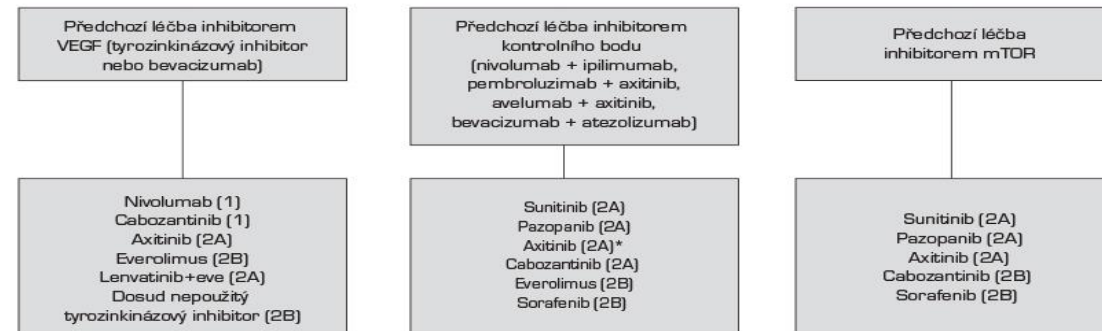 Předchozí léčba inhibitorem
VEGF (tyrozinkinázový inhibitor
nebo bevacizumab)
Nivolumab (1)
Cabozantinib (1)
Axitinib (2A)
Everolimus (2B)
Lenvatinib+eve (2A)
Dosud nepoužitý
tyrozinkinázový inhibitor (2B)
Předchozí léčba inhibitorem
kontrolního bodu
(nivolumab + ipilimumab,
pembroluzimab + axitinib,
avelumab + axitinib,
bevacizumab + atezolizumab)
Sunitinib (2A)
Pazopanib (2A)
Axitinib (2A)*
Cabozantinib (2A)
Everolimus (2B)
Sorafenib (2B)
Předchozí léčba
inhibitorem mTOR
Sunitinib (2A)
Pazopanib (2A)
Axitinib (2A)
Cabozantinib (2B)
Sorafenib (2B)